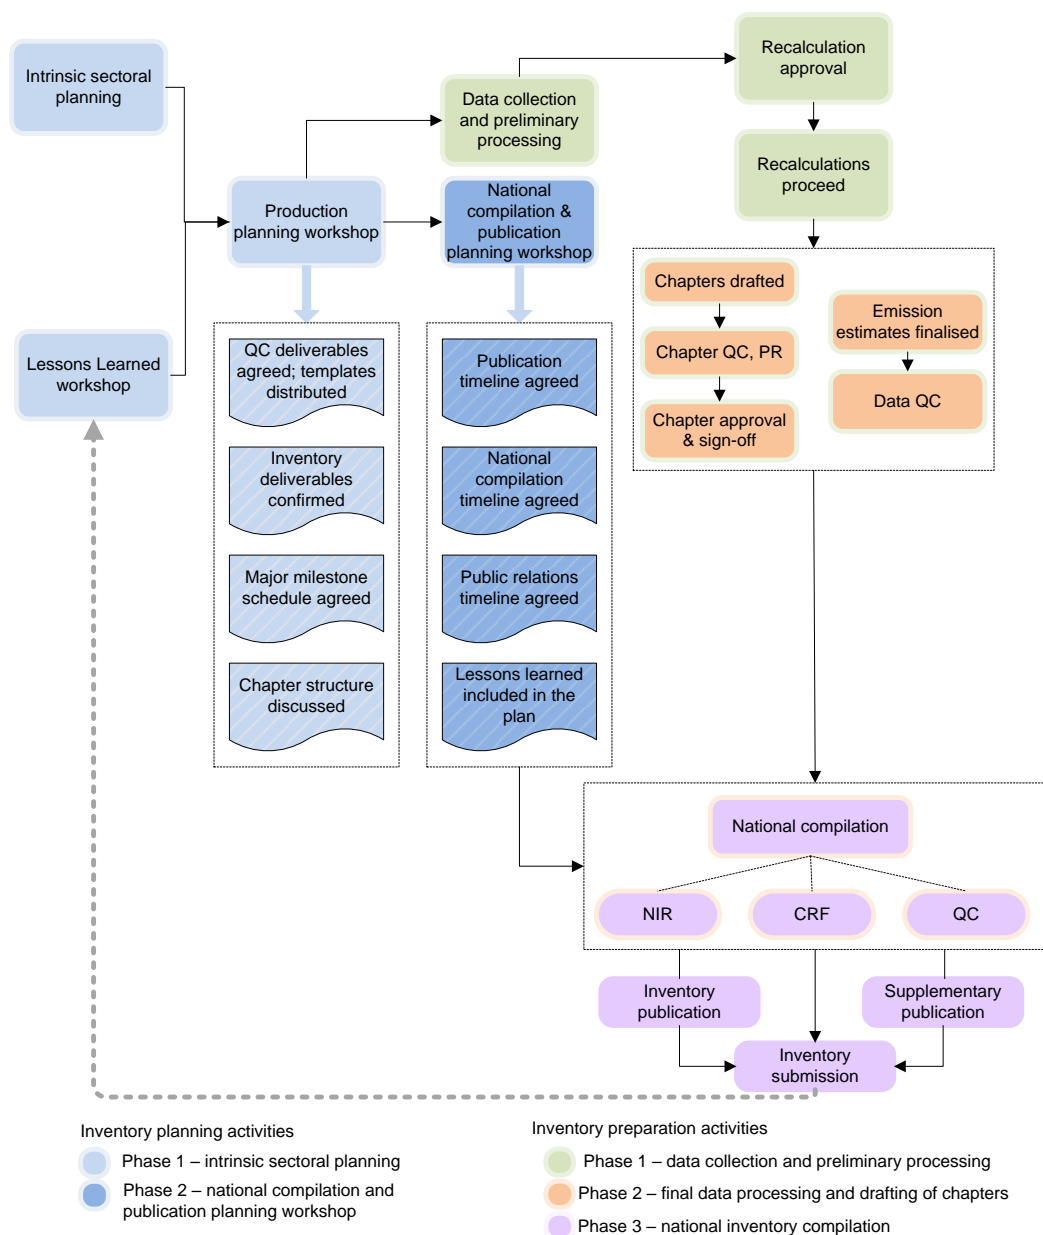 Intrinsic sectoral
planning
Lessons Learned
workshop
Production
planning workshop
Data collection
and preliminary
processing
National
compilation &
publication
planning workshop
Recalculation
approval
Recalculations
proceed
Chapters drafted
Chapter QC, PR
Chapter approval
& sign-off
Emission
estimates finalised
Data QC
QC deliverables
agreed; templates
distributed
Inventory
deliverables
confirmed
Major milestone
schedule agreed
Chapter structure
discussed
Publication
timeline agreed
National
compilation
timeline agreed
Public relations
timeline agreed
Lessons learned
included in the
plan
National compilation
NIR
CRF
QC
Inventory
publication
Supplementary
publication
Inventory
submission
Inventory planning activities
Phase 1 – intrinsic sectoral planning
Phase 2 – national compilation and
publication planning workshop
Inventory preparation activities
Phase 1 – data collection and preliminary processing
Phase 2 – final data processing and drafting of chapters
Phase 3 – national inventory compilation